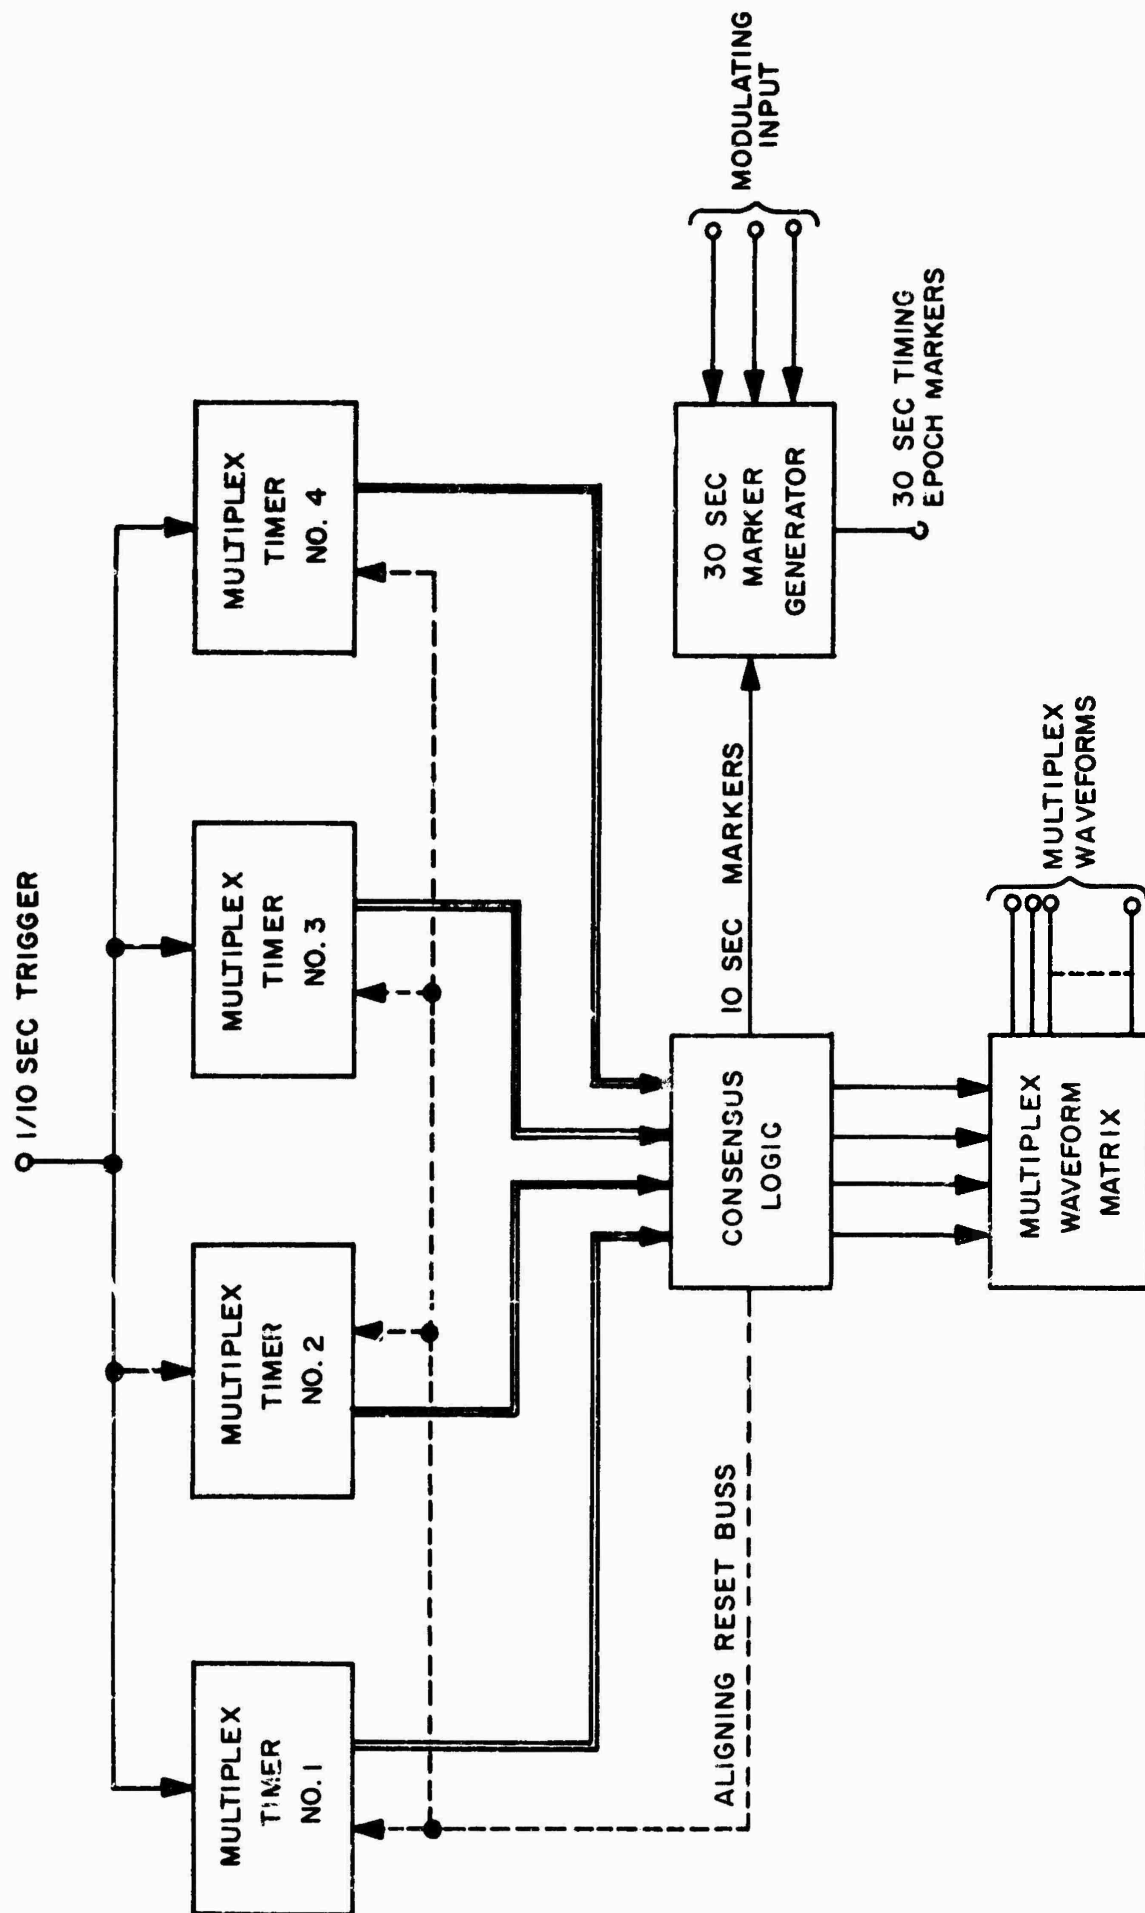 1/10 SEC TRIGGER
MULTIPLEX
TIMER
NO. 1
MULTIPLEX
TIMER
NO. 2
MULTIPLEX
TIMER
NO. 3
MULTIPLEX
TIMER
NO. 4
ALIGNING RESET BUSS
CONSENSUS
LOGIC
10 SEC MARKERS
30 SEC
MARKER
GENERATOR
MODULATING
INPUT
30 SEC TIMING
EPOCH MARKERS
MULTIPLEX
WAVEFORM
MATRIX
MULTIPLEX
WAVEFORMS